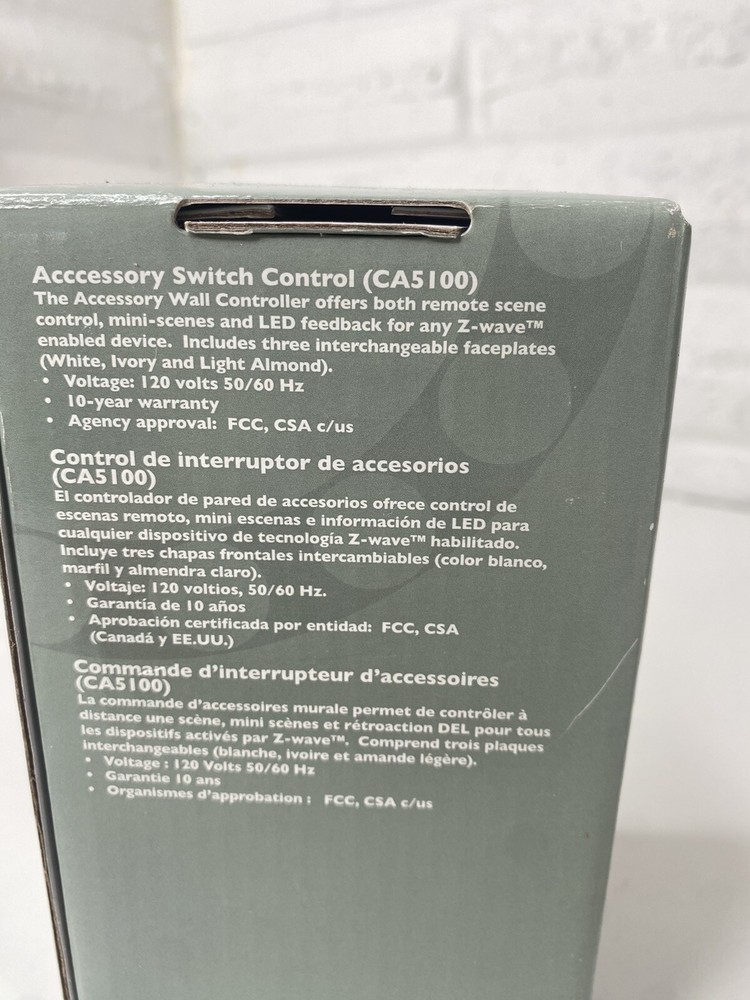 Acccessory Switch Control (CA5100)
The Accessory Wall Controller offers both remote scene
control, mini-scenes and LED feedback for any Z-wave™
enabled device. Includes three interchangeable faceplates
(White, Ivory and Light Almond).
• Voltage: 120 volts 50/60 Hz
• 10-year warranty
• Agency approval: FCC, CSA c/us
Control de interruptor de accesorios
(CA5100)
El controlador de pared de accesorios ofrece control de
escenas remoto, mini escenas e información de LED para
cualquier dispositivo de tecnología Z-wave™ habilitado.
Incluye tres chapas frontales intercambiables (color blanco,
marfil y almendra claro).
• Voltaje: 120 voltios, 50/60 Hz.
• Garantía de 10 años
• Aprobación certificada por entidad: FCC, CSA
(Canadá y EE.UU.)
Commande d’interrupteur d’accessoires
(CA5100)
La commande d’accessoires murale permet de contrôler à
distance une scène, mini scènes et rétroaction DEL pour tous
les dispositifs activés par Z-wave™. Comprend trois plaques
interchangeables (blanche, ivoire et amande légère).
• Voltage : 120 Volts 50/60 Hz
• Garantie 10 ans
• Organismes d’approbation : FCC, CSA c/us